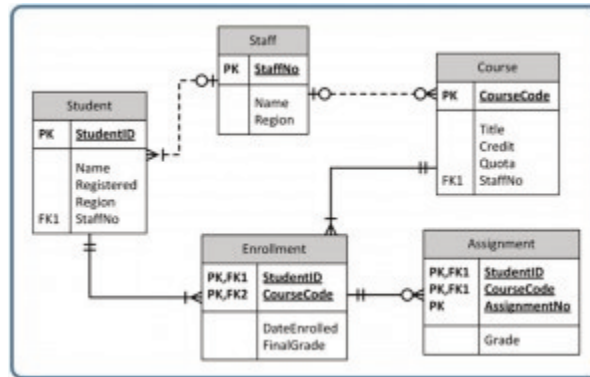 Staff
PK StaffNo
Name
Region
Course
PK CourseCode
Title
Credit
Quota
FK1 StaffNo
Student
PK StudentID
Name
Registered
Region
FK1 StaffNo
Enrollment
PK,FK1 StudentID
PK,FK2 CourseCode
DateEnrolled
FinalGrade
Assignment
PK,FK1 StudentID
PK,FK1 CourseCode
PK AssignmentNo
Grade